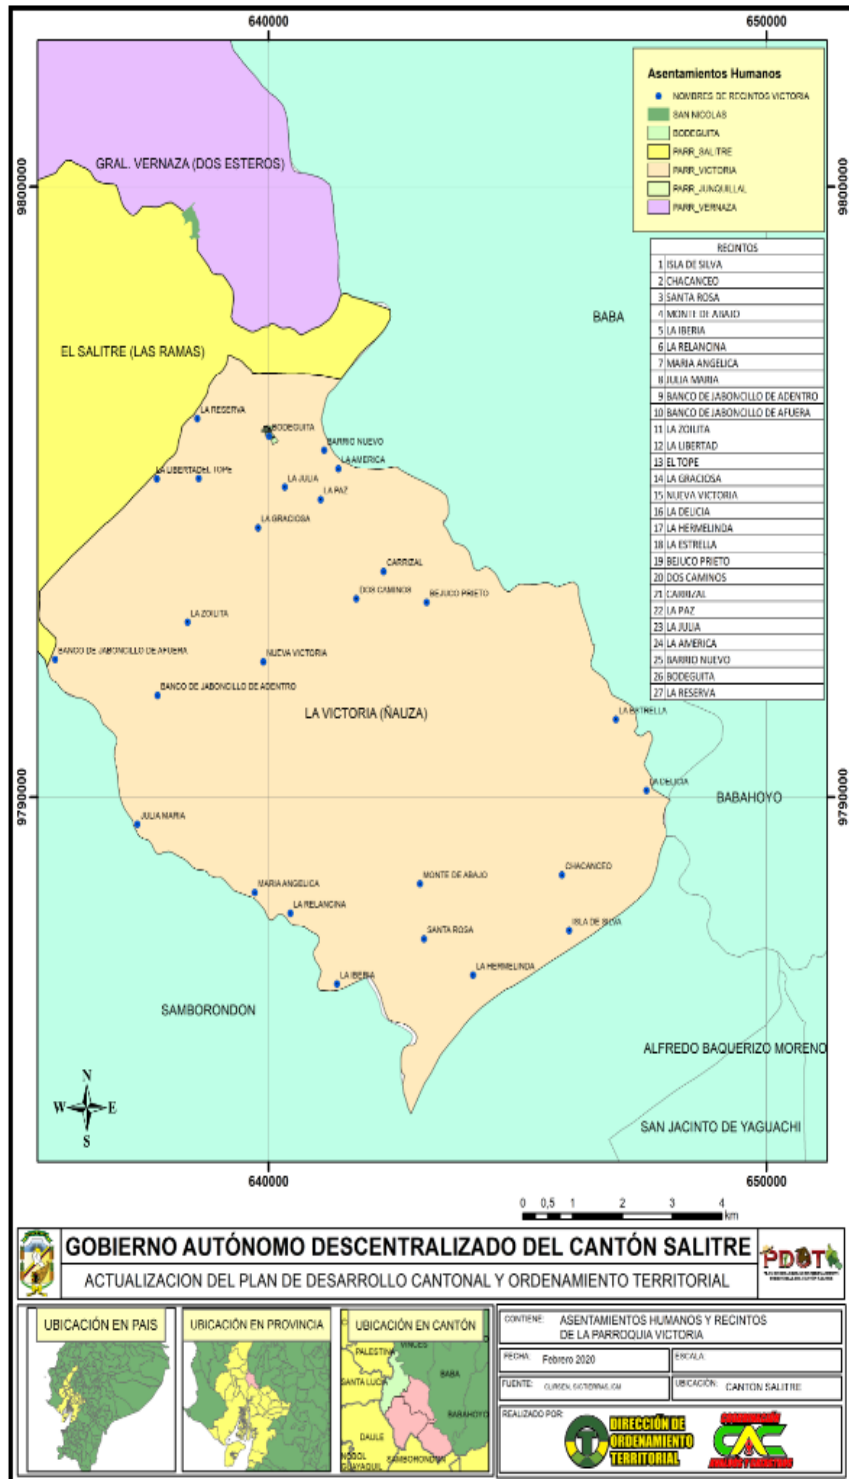 640000
650000
9800000
9790000
Asentamientos Humanos
NOMBRES DE RECINTOS VICTORIA
SAN NICOLAS
BODEGUITA
PARR_SALITRE
PARR_VICTORIA
PARR_JUNQUILLAL
PARR_VERNAZA
RECINTOS
1 ISLA DE SILVA
2 CHACANCEO
3 SANTA ROSA
4 MONTE DE ABAJO
5 LA IBERIA
6 LA RELANCINA
7 MARIA ANGELICA
8 JULIA MARIA
9 BANCO DE JABONCILLO DE ADENTRO
10 BANCO DE JABONCILLO DE AFUERA
11 LA ZOILITA
12 LA LIBERTAD
13 EL TOPE
14 LA GRACIOSA
15 NUEVA VICTORIA
16 LA DELICIA
17 LA HERMELINDA
18 LA ESTRELLA
19 BEJUCO PRIETO
20 DOS CAMINOS
21 CARRIZAL
22 LA PAZ
23 LA JULIA
24 LA AMERICA
25 BARRIO NUEVO
26 BODEGUITA
27 LA RESERVA
GRAL. VERNAZA (DOS ESTEROS)
BABA
EL SALITRE (LAS RAMAS)
LA RESERVA
BODEGUITA
BARRIO NUEVO
LA AMERICA
LA LIBERTAD
EL TOPE
LA JULIA
LA PAZ
LA GRACIOSA
CARRIZAL
DOS CAMINOS
BEJUCO PRIETO
LA ZOILITA
BANCO DE JABONCILLO DE AFUERA
NUEVA VICTORIA
BANCO DE JABONCILLO DE ADENTRO
LA VICTORIA (ÑAUZA)
LA ESTRELLA
LA DELICIA
BABAHOYO
JULIA MARIA
MARIA ANGELICA
MONTE DE ABAJO
CHACANCEO
LA RELANCINA
SANTA ROSA
ISLA DE SILVA
LA HERMELINDA
LA IBERIA
SAMBORONDON
ALFREDO BAQUERIZO MORENO
SAN JACINTO DE YAGUACHI
N
W E
S
640000
650000
9800000
9790000
0 0,5 1 2 3 4
km
GOBIERNO AUTÓNOMO DESCENTRALIZADO DEL CANTÓN SALITRE
ACTUALIZACION DEL PLAN DE DESARROLLO CANTONAL Y ORDENAMIENTO TERRITORIAL
PDOT
UBICACIÓN EN PAIS
UBICACIÓN EN PROVINCIA
UBICACIÓN EN CANTÓN
VINCES
PALESTINA
BABA
SANTA LUCIA
BABAHOYO
DAULE
NOBOL
SAMBORONDON
GUAYAQUIL
CONTIENE: ASENTAMIENTOS HUMANOS Y RECINTOS
DE LA PARROQUIA VICTORIA
FECHA: Febrero 2020
ESCALA:
FUENTE:
UBICACIÓN: CANTON SALITRE
REALIZADO POR:
DIRECCIÓN DE
ORDENAMIENTO
TERRITORIAL
CAC